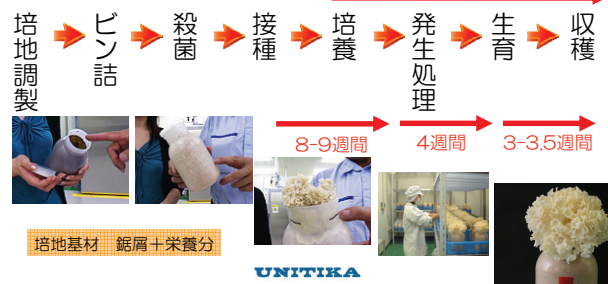 培地調製
ビン詰
殺菌
接種
培養
発生処理
生育
収穫
8-9週間
4週間
3-3.5週間
培地基材 鋸屑＋栄養分
UNITIKA